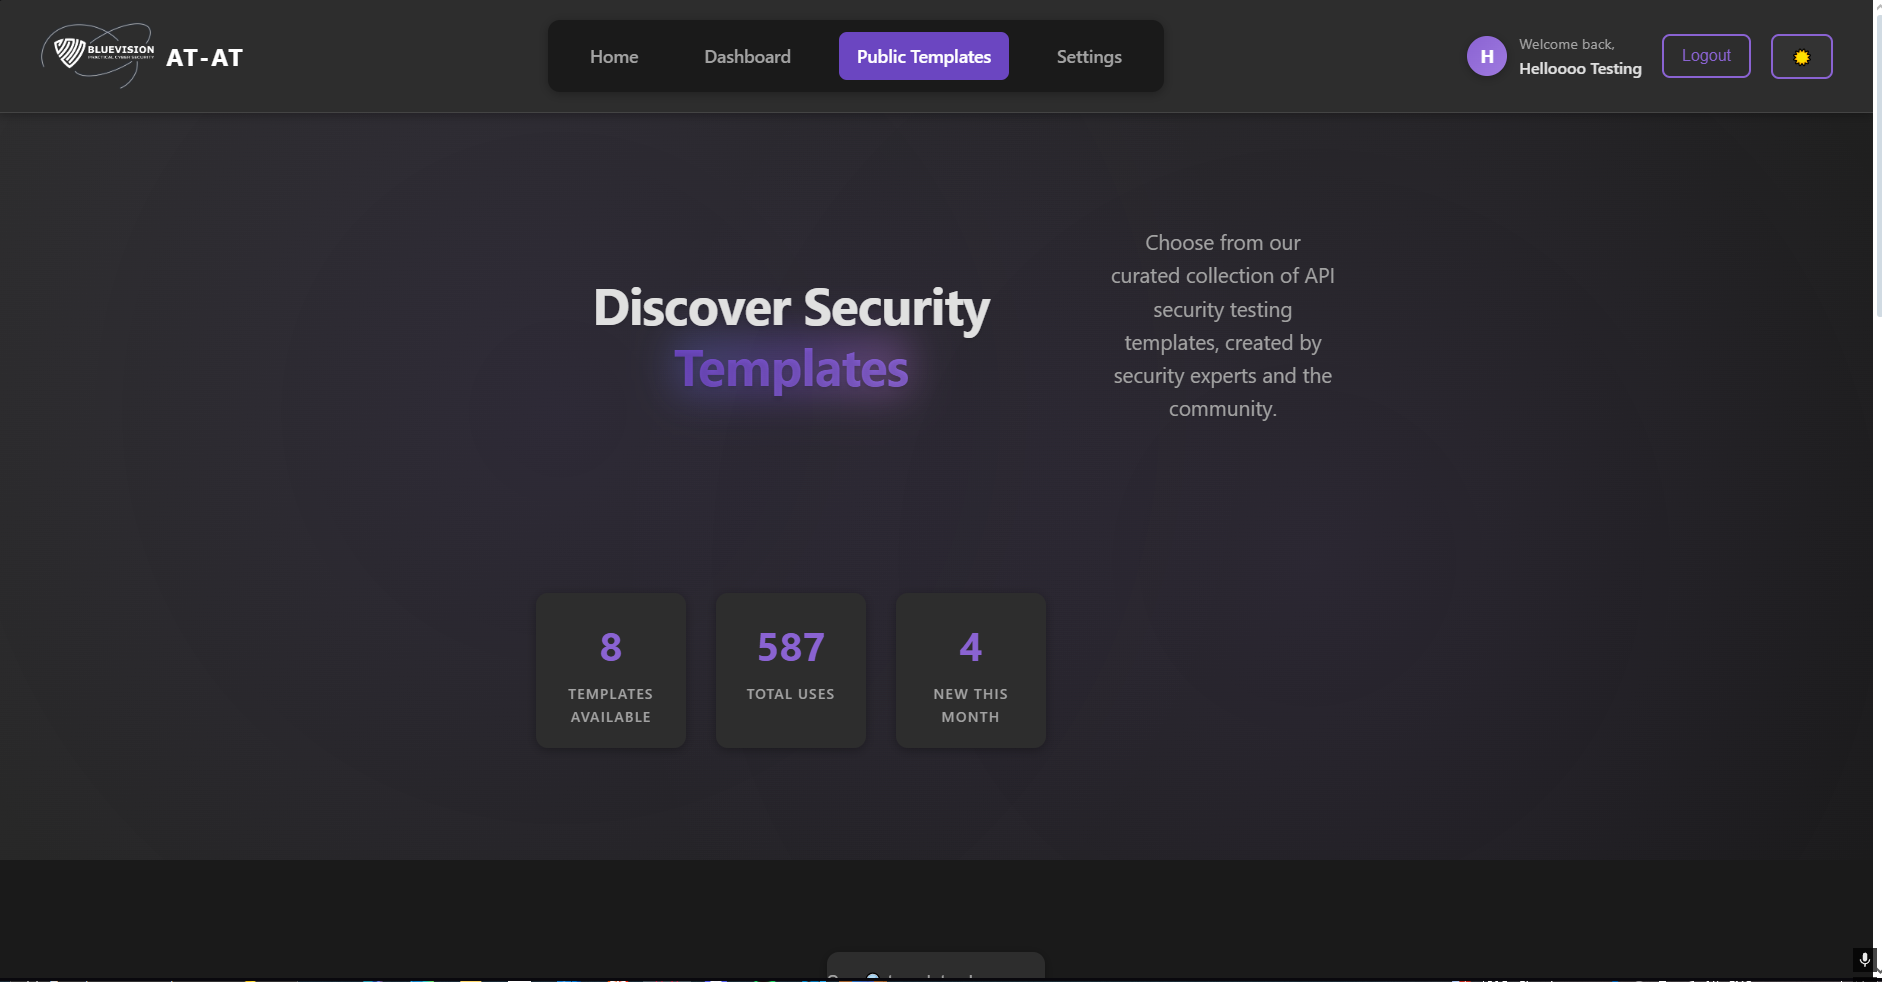 BLUEVISION
PRACTICAL CYBER SECURITY
AT-AT
Home
Dashboard
Public Templates
Settings
H
Welcome back,
Helloooo Testing
Logout
Discover Security
Templates
Choose from our
curated collection of API
security testing
templates, created by
security experts and the
community.
8
TEMPLATES
AVAILABLE
587
TOTAL USES
4
NEW THIS
MONTH